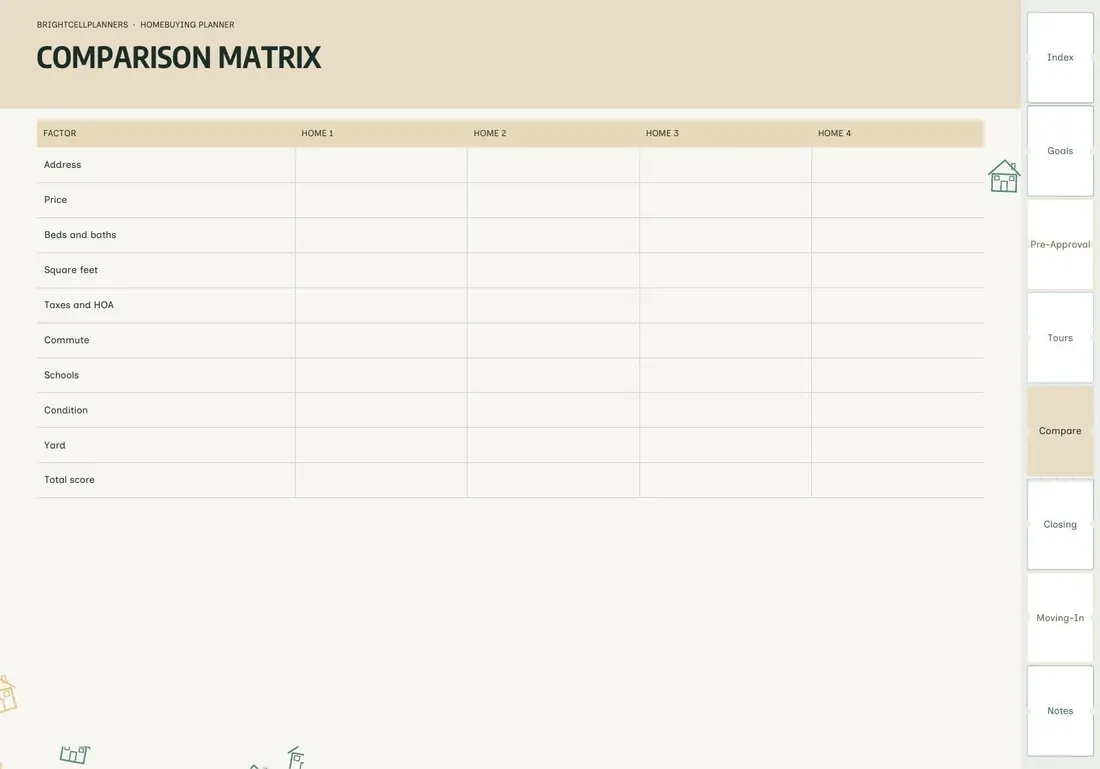 BRIGHTCELLPLANNERS · HOMEBUYING PLANNER
COMPARISON MATRIX
FACTOR HOME 1 HOME 2 HOME 3 HOME 4
Address
Price
Beds and baths
Square feet
Taxes and HOA
Commute
Schools
Condition
Yard
Total score
Index
Goals
Pre-Approval
Tours
Compare
Closing
Moving-In
Notes